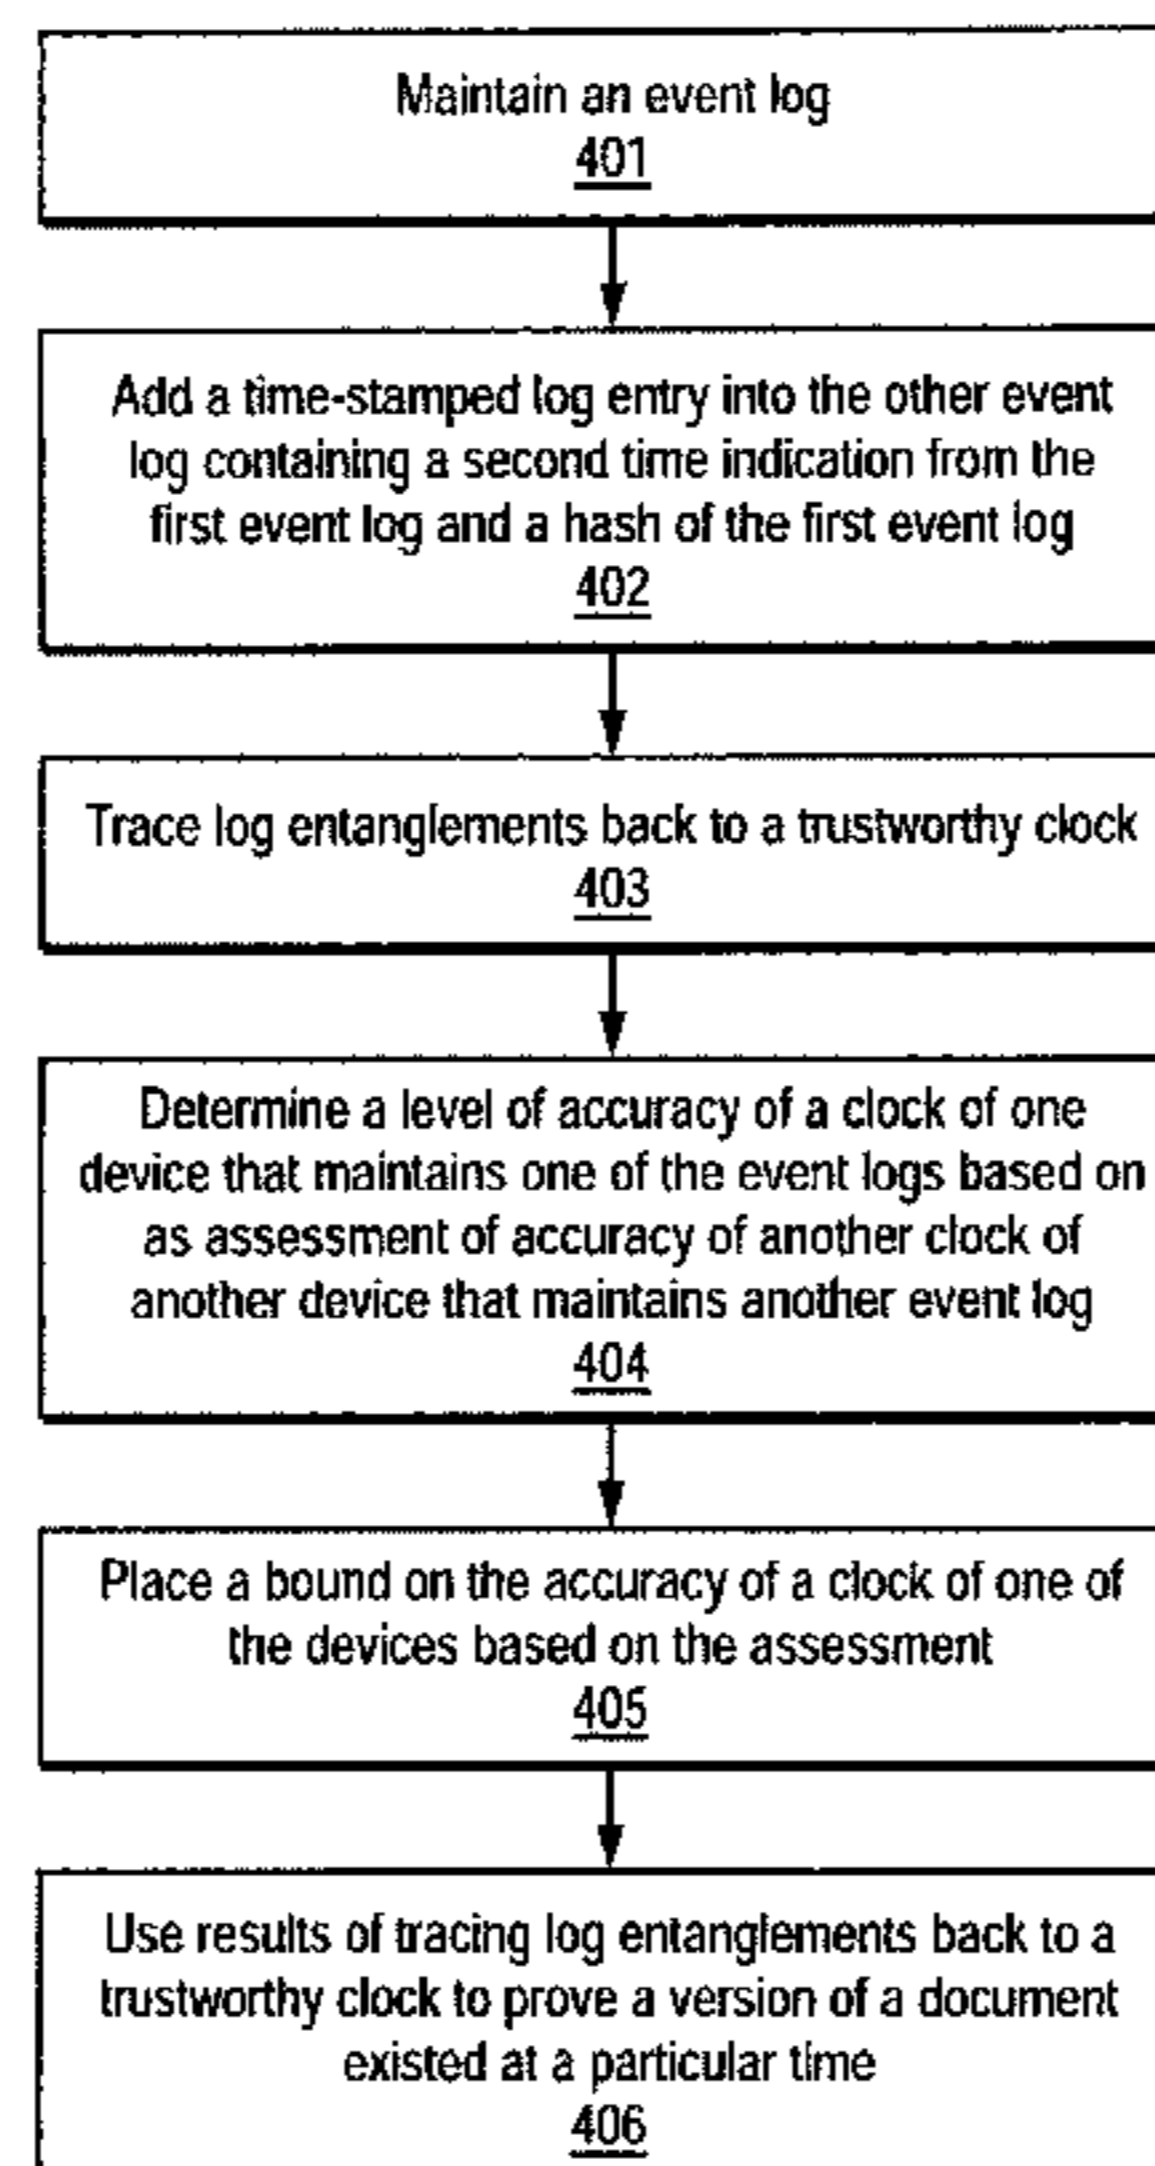 Maintain an event log
401
Add a time-stamped log entry into the other event
log containing a second time indication from the
first event log and a hash of the first event log
402
Trace log entanglements back to a trustworthy clock
403
Determine a level of accuracy of a clock of one
device that maintains one of the event logs based on
as assessment of accuracy of another clock of
another device that maintains another event log
404
Place a bound on the accuracy of a clock of one of
the devices based on the assessment
405
Use results of tracing log entanglements back to a
trustworthy clock to prove a version of a document
existed at a particular time
406